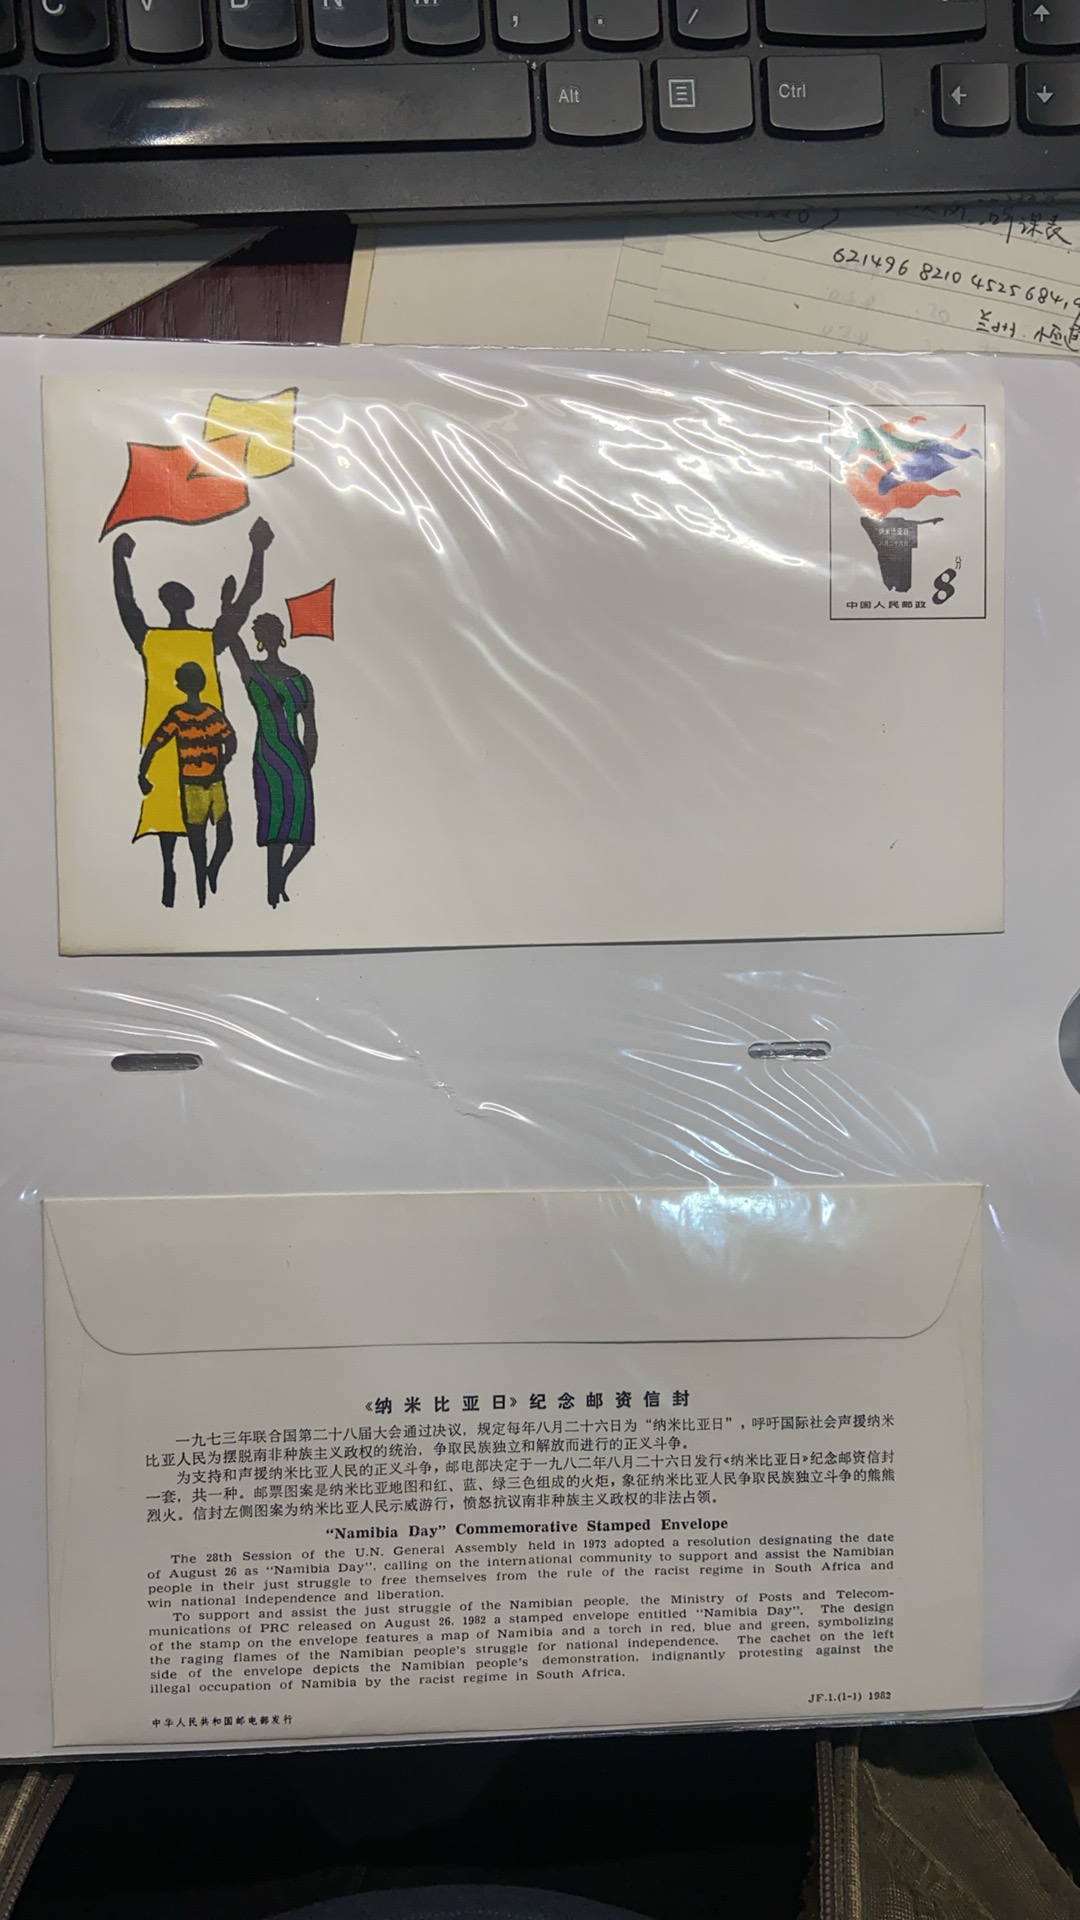 C V B N M , . /
Alt Ctrl
课表
621496 8210 4525684,9
纳米比亚日
八月二十六日
8分
中国人民邮政
《纳米比亚日》纪念邮资信封
一九七三年联合国第二十八届大会通过决议，规定每年八月二十六日为“纳米比亚日”，呼吁国际社会声援纳米
比亚人民为摆脱南非种族主义政权的统治，争取民族独立和解放而进行的正义斗争。
为支持和声援纳米比亚人民的正义斗争，邮电部决定于一九八二年八月二十六日发行《纳米比亚日》纪念邮资信封
一套，共一种。邮票图案是纳米比亚地图和红、蓝、绿三色组成的火炬，象征纳米比亚人民争取民族独立斗争的熊熊
烈火。信封左侧图案为纳米比亚人民示威游行，愤怒抗议南非种族主义政权的非法占领。
“Namibia Day” Commemorative Stamped Envelope
The 28th Session of the U.N. General Assembly held in 1973 adopted a resolution designating the date
of August 26 as “Namibia Day”, calling on the international community to support and assist the Namibian
people in their just struggle to free themselves from the rule of the racist regime in South Africa and
win national independence and liberation.
To support and assist the just struggle of the Namibian people, the Ministry of Posts and Telecom-
munications of PRC released on August 26, 1982 a stamped envelope entitled “Namibia Day”. The design
of the stamp on the envelope features a map of Namibia and a torch in red, blue and green, symbolizing
the raging flames of the Namibian people's struggle for national independence. The cachet on the left
side of the envelope depicts the Namibian people's demonstration, indignantly protesting against the
illegal occupation of Namibia by the racist regime in South Africa.
JF.1.(1-1) 1982
中华人民共和国邮电部发行